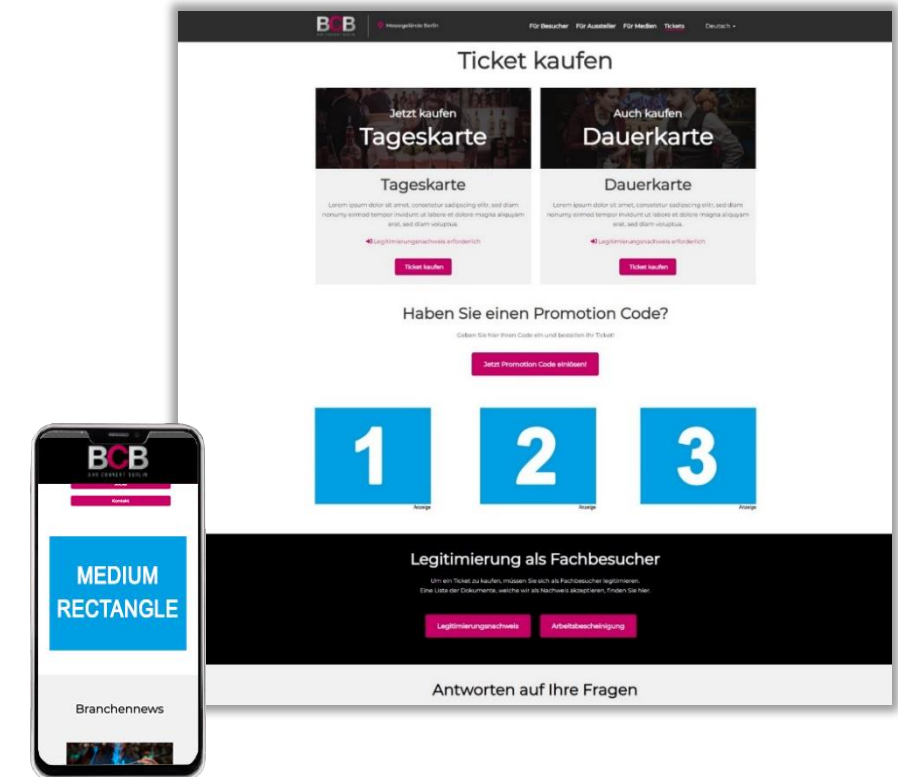 BCB
BAR CONVENT BERLIN
Messegelände Berlin
Für Besucher Für Aussteller Für Medien Tickets Deutsch
Ticket kaufen
Jetzt kaufen
Tageskarte
Auch kaufen
Dauerkarte
Tageskarte
Lorem ipsum dolor sit amet, consetetur sadipscing elitr, sed diam
nonumy eirmod tempor invidunt ut labore et dolore magna aliquyam
erat, sed diam voluptua.
Legitimierungsnachweis erforderlich
Ticket kaufen
Dauerkarte
Lorem ipsum dolor sit amet, consetetur sadipscing elitr, sed diam
nonumy eirmod tempor invidunt ut labore et dolore magna aliquyam
erat, sed diam voluptua.
Legitimierungsnachweis erforderlich
Ticket kaufen
Haben Sie einen Promotion Code?
Geben Sie hier Ihren Code ein und bestellen Ihr Ticket!
Jetzt Promotion Code einlösen!
1
2
3
Anzeige
Anzeige
Anzeige
Legitimierung als Fachbesucher
Um ein Ticket zu kaufen, müssen Sie sich als Fachbesucher legitimieren.
Eine Liste der Dokumente, welche wir als Nachweis akzeptieren, finden Sie hier.
Legitimierungsnachweis
Arbeitsbescheinigung
Antworten auf Ihre Fragen
BCB
BAR CONVENT BERLIN
Kontakt
MEDIUM
RECTANGLE
Branchennews